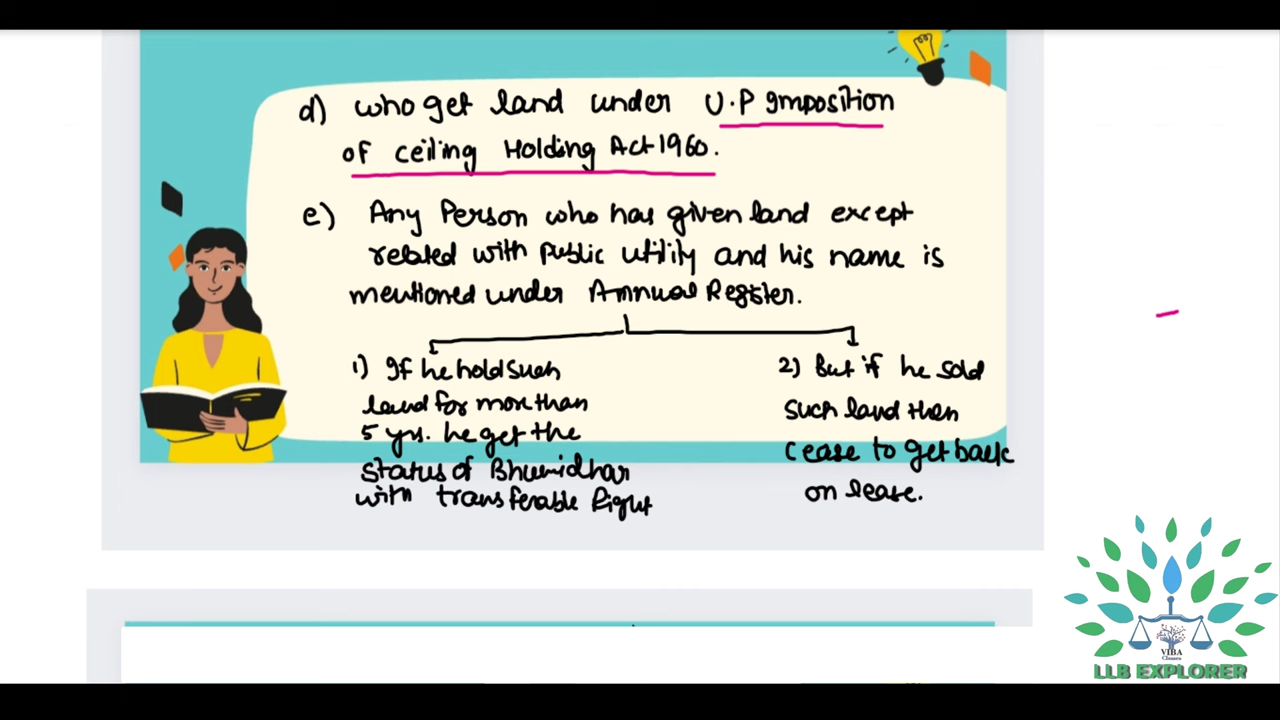 d) who get land under U.P Imposition
of ceiling Holding Act 1960.
e) Any Person who has given land except
related with Public utility and his name is
mentioned under Annual Register.
1) If he hold such
land for more than
5 yrs. he get the
status of Bhumidhar
with transferable Right
2) But if he sold
such land then
cease to get back
on lease.
VIBA
Classes
LLB EXPLORER